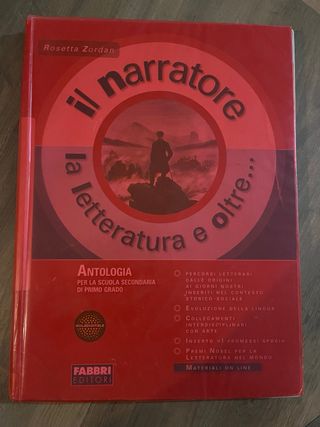 Rosetta Zordan
il narratore
la letteratura e oltre...
ANTOLOGIA
PER LA SCUOLA SECONDARIA
DI PRIMO GRADO
PERCORSI LETTERARI
DALLE ORIGINI
AI GIORNI NOSTRI
INSERITI NEL CONTESTO
STORICO-SOCIALE
EVOLUZIONE DELLA LINGUA
COLLEGAMENTI
INTERDISCIPLINARI
CON ARTE
INSERTO «I PROMESSI SPOSI»
PREMI NOBEL PER LA
LETTERATURA NEL MONDO
MATERIALI ON LINE
FABBRI
EDITORI